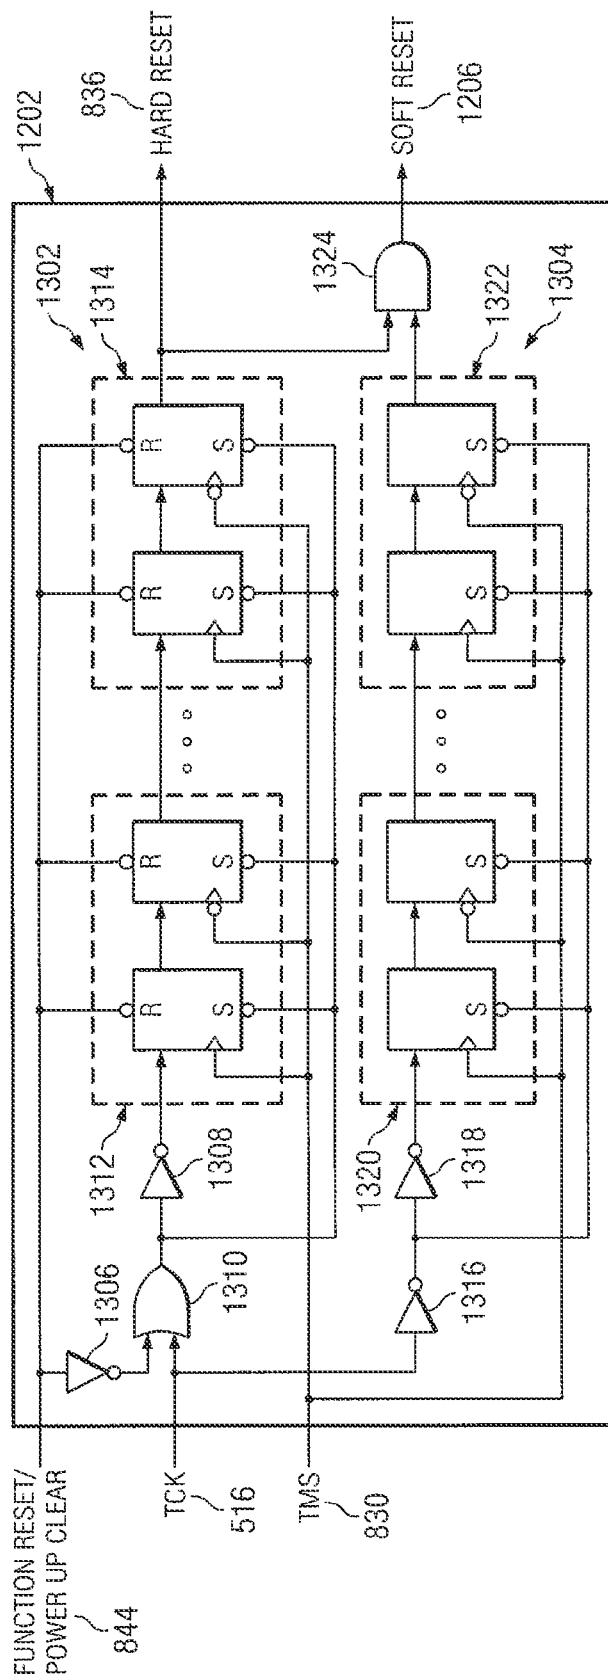 FUNCTION RESET/
POWER UP CLEAR
844
TCK
516
TMS
830
1306
1310
1308
1312
R
S
R
S
R
S
R
S
1314
1302
1202
836
HARD RESET
1316
1318
1320
S
S
S
S
1324
1322
1304
SOFT RESET
1206